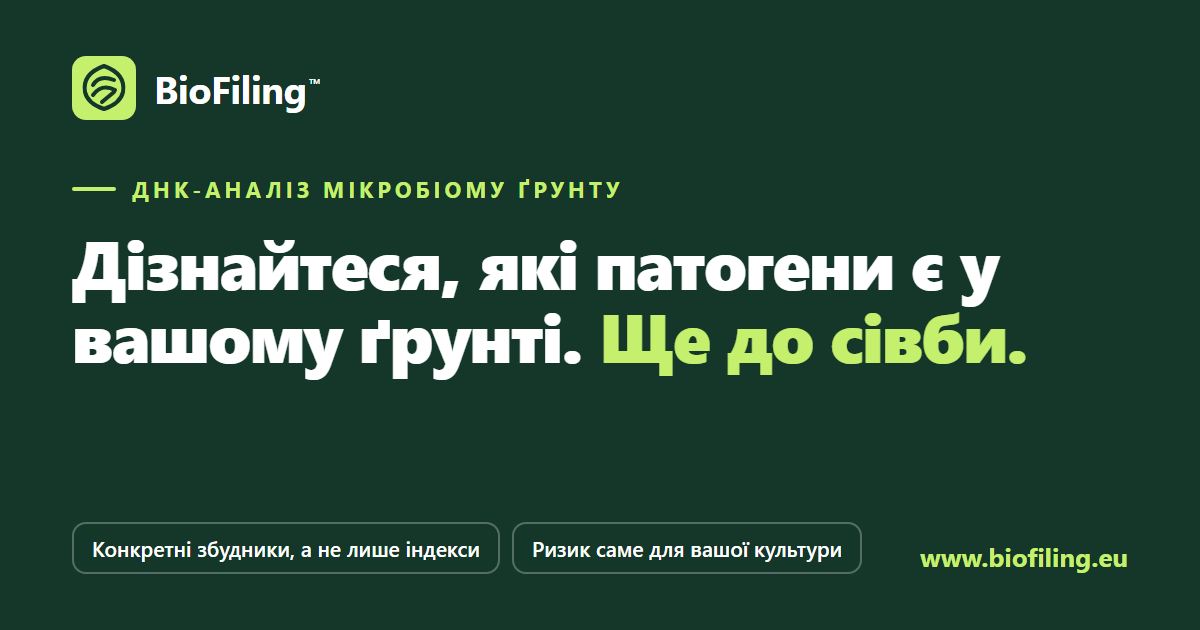 BioFiling™
ДНК-АНАЛІЗ МІКРОБІОМУ ҐРУНТУ
Дізнайтеся, які патогени є у
вашому ґрунті. Ще до сівби.
Конкретні збудники, а не лише індекси
Ризик саме для вашої культури
www.biofiling.eu